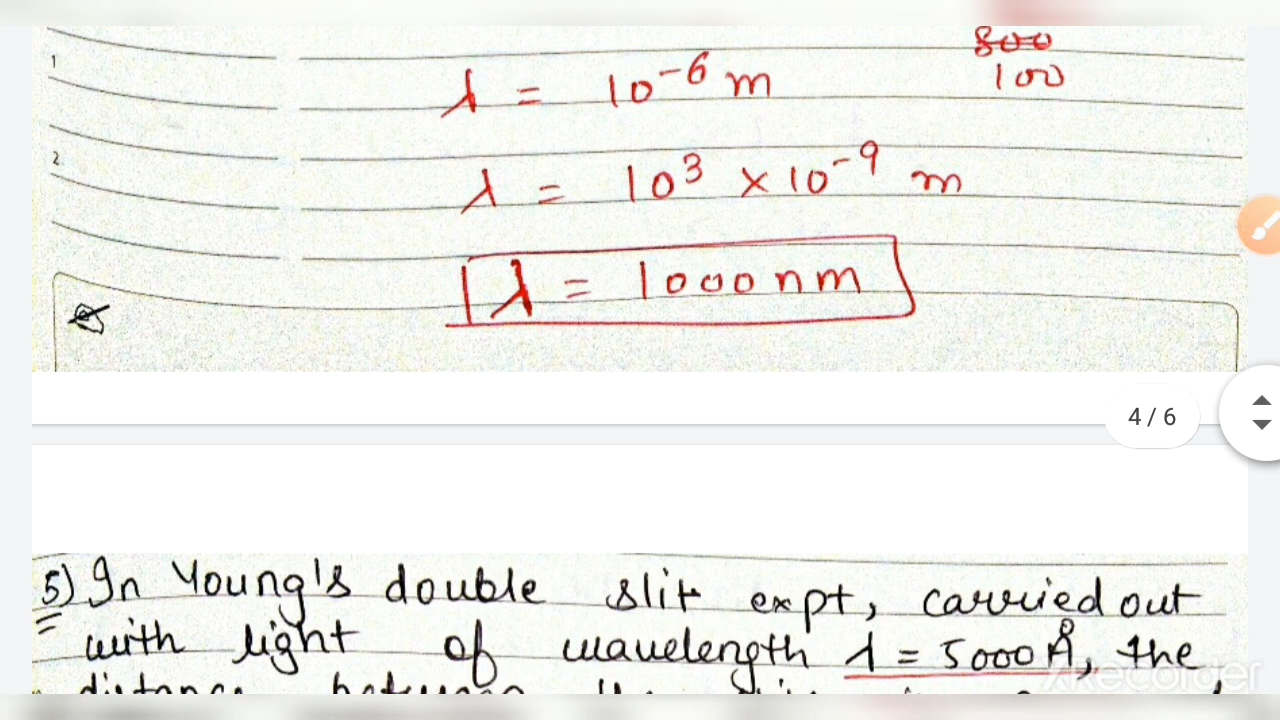 1
800
100
λ = 10⁻⁶ m
2
λ = 10³ × 10⁻⁹ m
λ = 1000 nm
4 / 6
5) In Young's double slit expt, carried out
with light of wavelength λ = 5000 Å, the
XRecorder